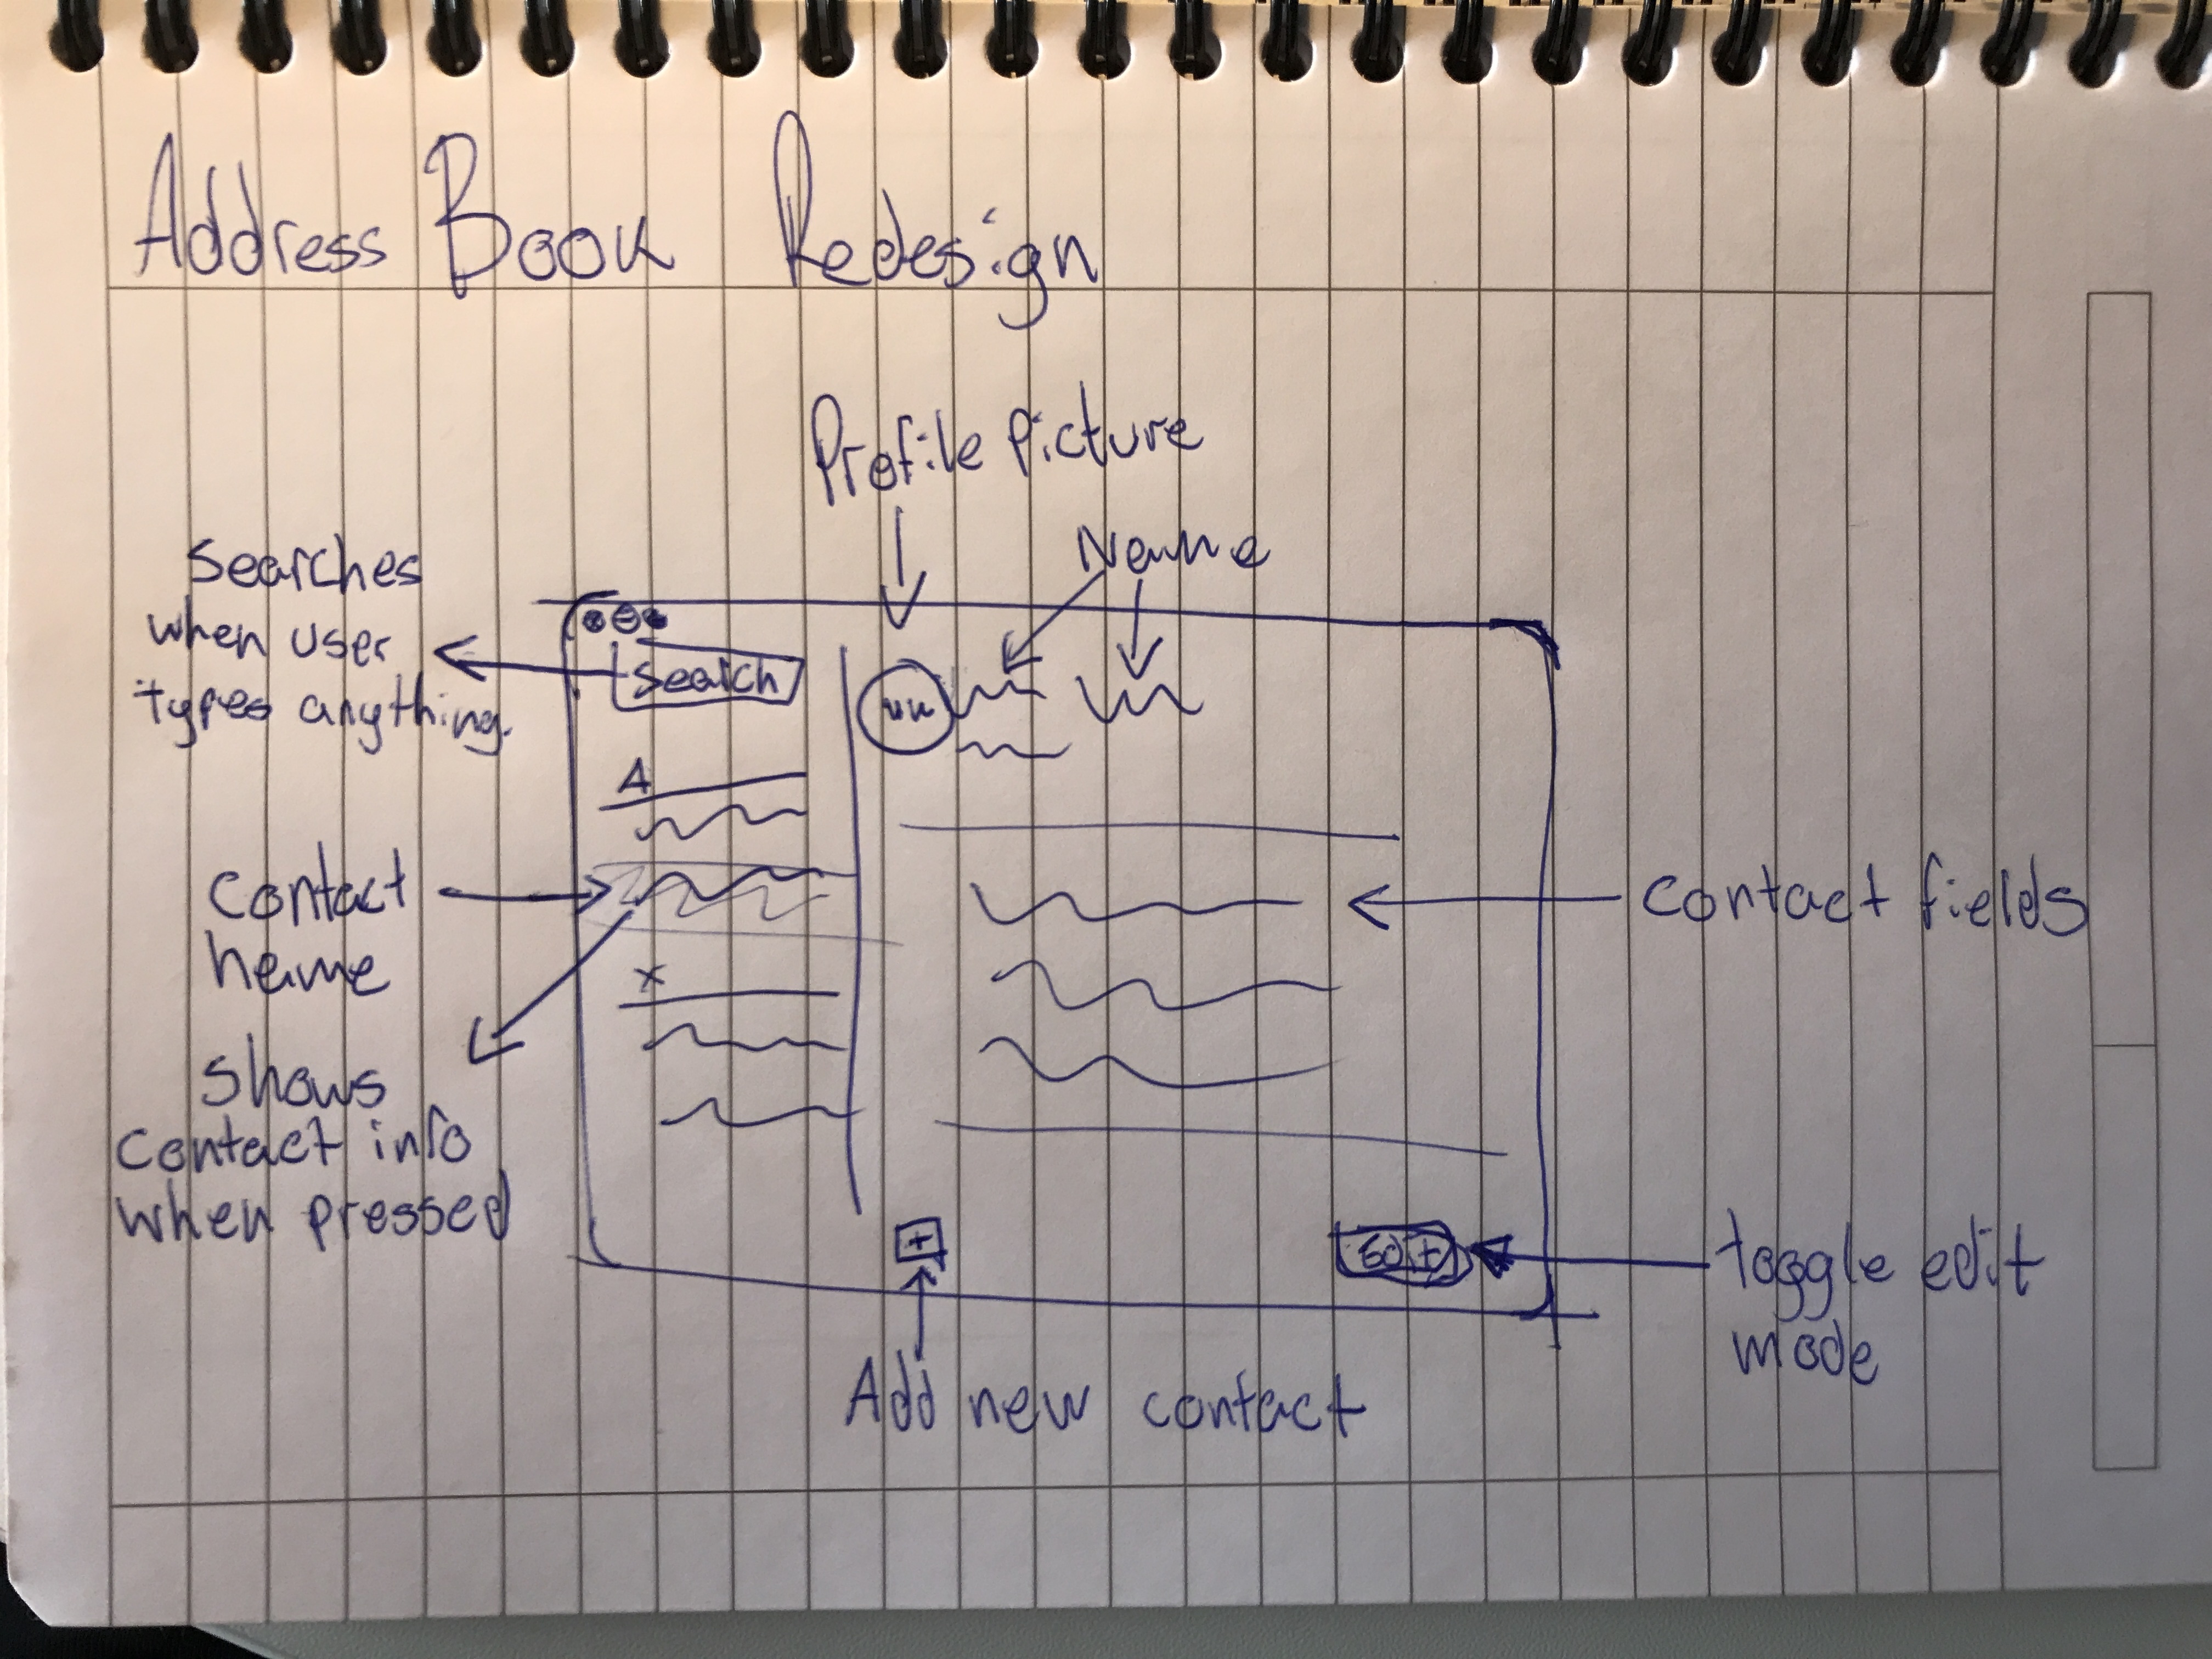 Address Book Redesign
Profile Picture
Name
Searches
when user
types anything.
Search
A
Contact
name
X
Shows
Contact info
when pressed
Contact fields
+
Edit
toggle edit
mode
Add new contact